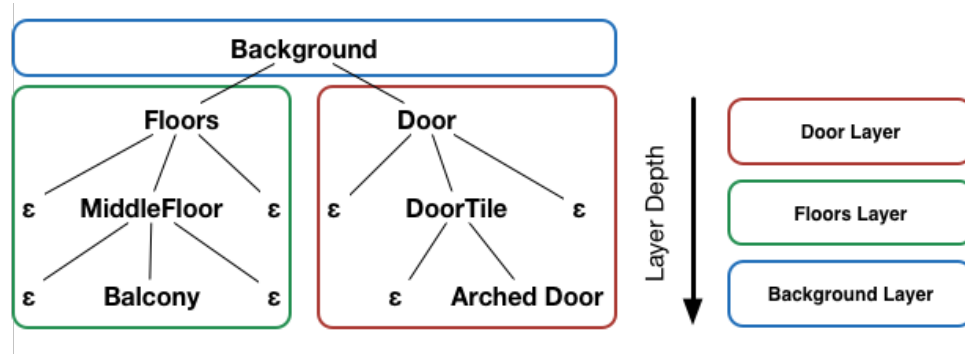 Background
Floors
Door
ε
MiddleFloor
ε
ε
DoorTile
ε
ε
Balcony
ε
ε
Arched Door
Layer Depth
Door Layer
Floors Layer
Background Layer